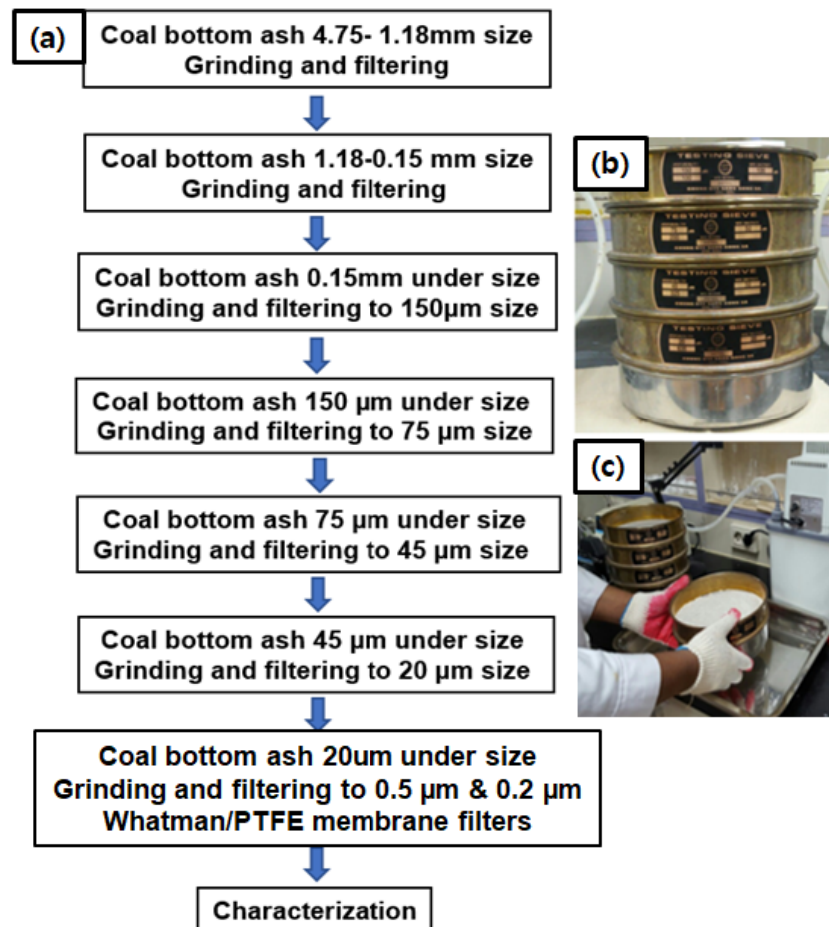 (a)
Coal bottom ash 4.75- 1.18mm size
Grinding and filtering
Coal bottom ash 1.18-0.15 mm size
Grinding and filtering
Coal bottom ash 0.15mm under size
Grinding and filtering to 150μm size
Coal bottom ash 150 μm under size
Grinding and filtering to 75 μm size
Coal bottom ash 75 μm under size
Grinding and filtering to 45 μm size
Coal bottom ash 45 μm under size
Grinding and filtering to 20 μm size
Coal bottom ash 20um under size
Grinding and filtering to 0.5 μm & 0.2 μm
Whatman/PTFE membrane filters
Characterization
(b)
TESTING SIEVE
TESTING SIEVE
TESTING SIEVE
TESTING SIEVE
(c)